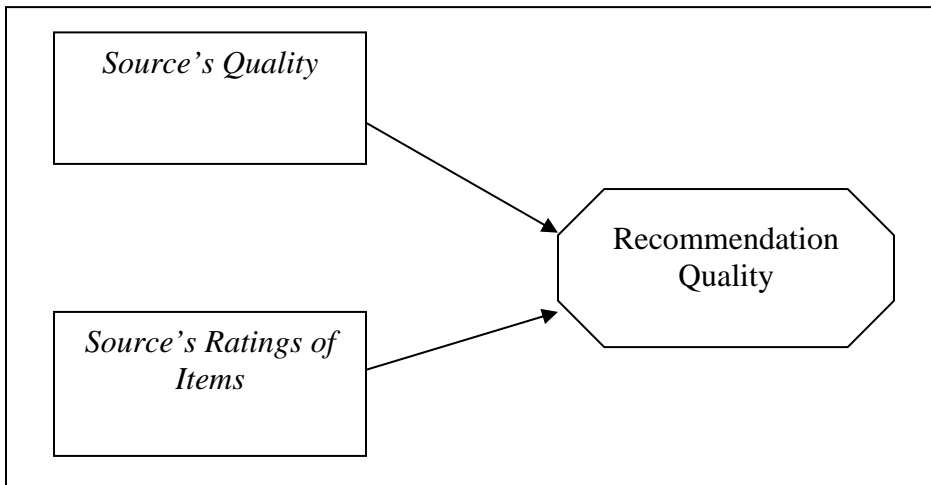 Source’s Quality
Recommendation
Quality
Source’s Ratings of
Items